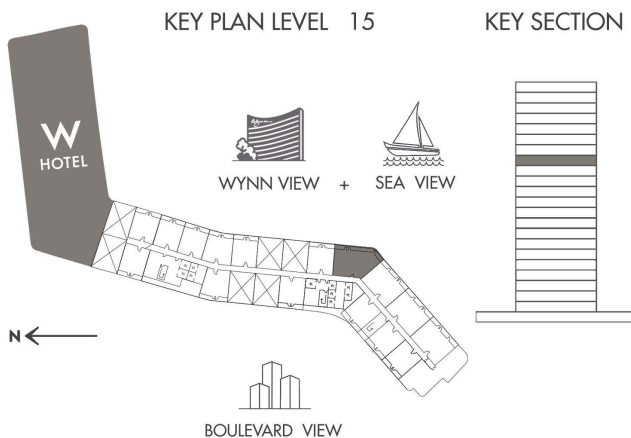 KEY PLAN LEVEL 15
KEY SECTION
W
HOTEL
WYNN VIEW + SEA VIEW
N
BOULEVARD VIEW